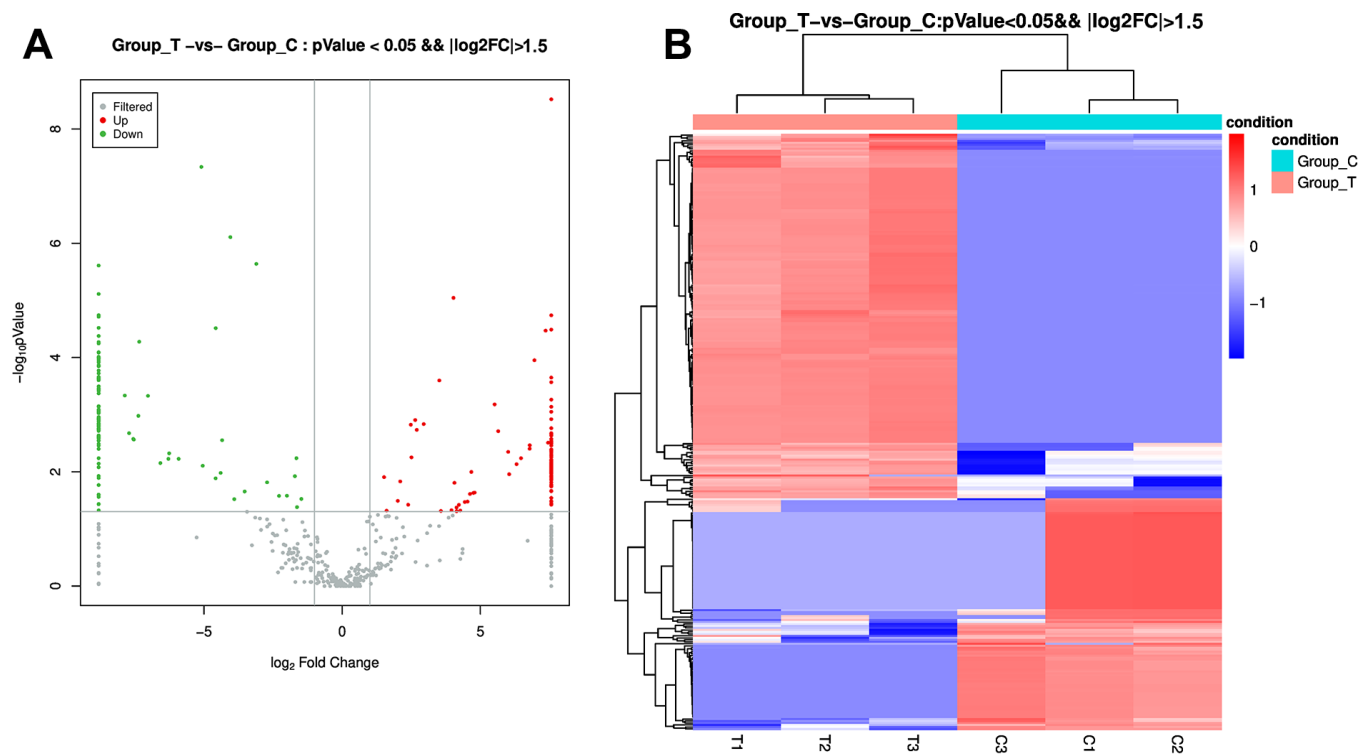 A
Group_T −vs− Group_C : pValue < 0.05 && |log2FC|>1.5
Filtered
Up
Down
8
6
4
2
0
−log10pValue
−5
0
5
log2 Fold Change
B
Group_T−vs−Group_C:pValue<0.05&& |log2FC|>1.5
condition
1
0
−1
condition
Group_C
Group_T
T1
T2
T3
C3
C1
C2